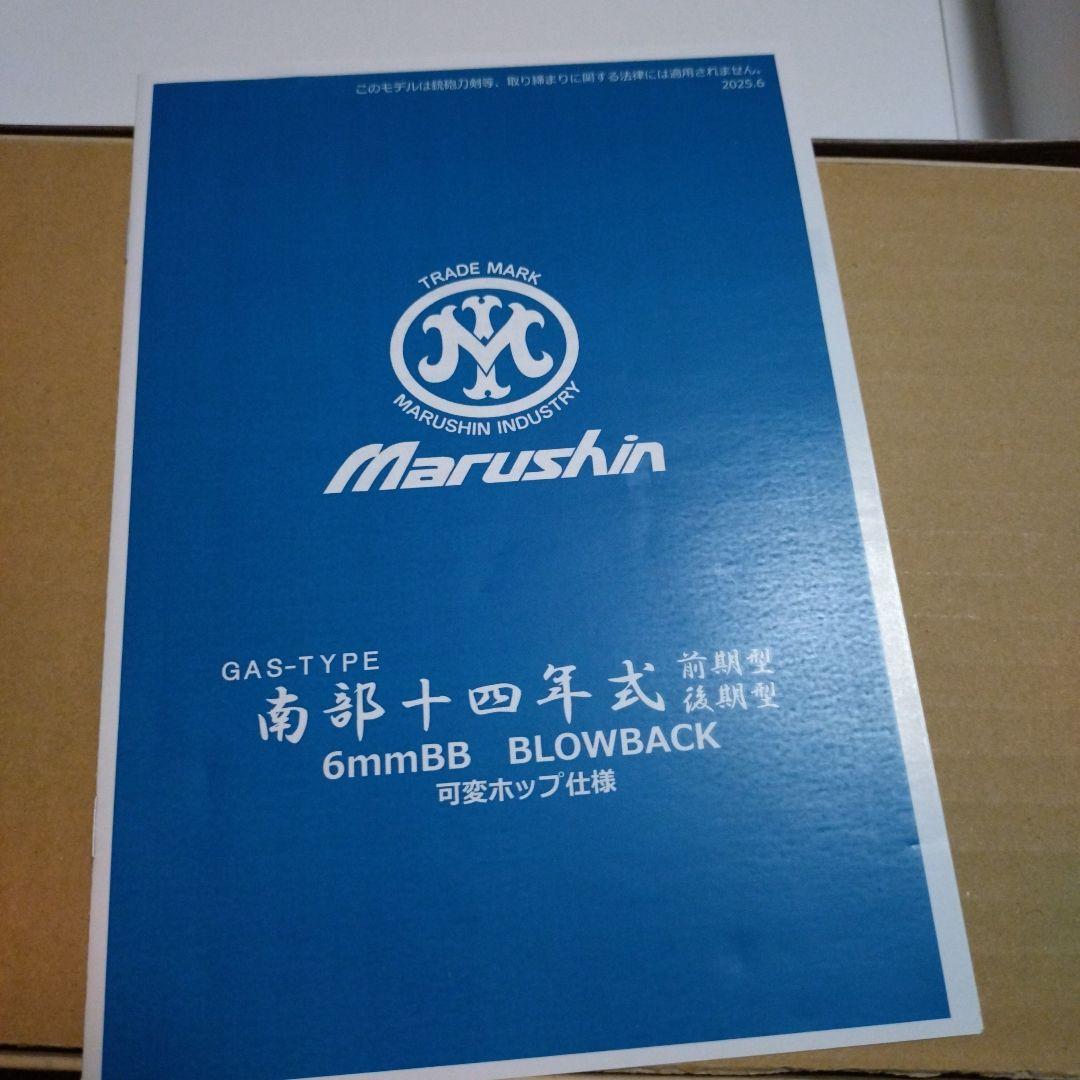 このモデルは銃砲刀剣等、取り締まりに関する法律には適用されません。
2025.6
TRADE MARK
MARUSHIN INDUSTRY
Marushin
GAS-TYPE
南部十四年式 前期型 後期型
6mmBB BLOWBACK
可変ホップ仕様